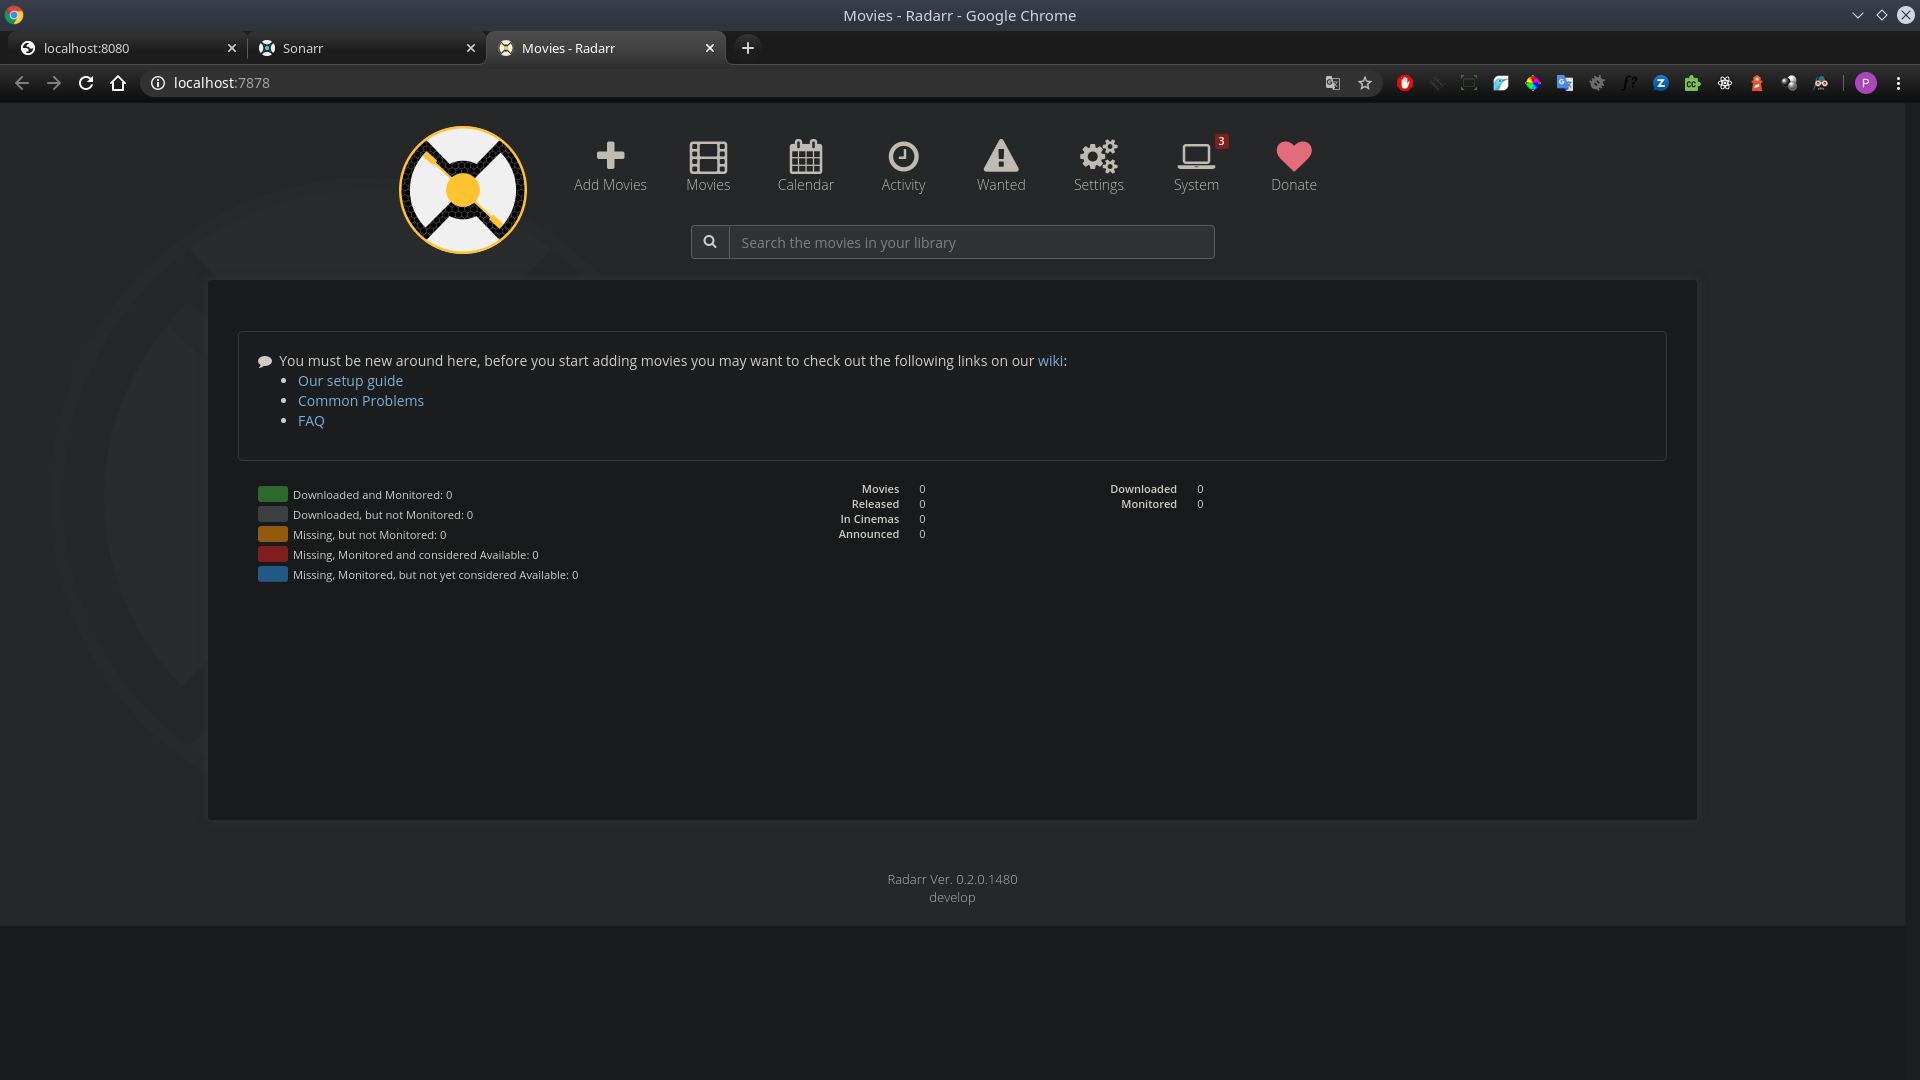 Movies - Radarr - Google Chrome
localhost:8080
Sonarr
Movies - Radarr
localhost:7878
P
Add Movies
Movies
Calendar
Activity
Wanted
Settings
System
3
Donate
Search the movies in your library
You must be new around here, before you start adding movies you may want to check out the following links on our wiki:
Our setup guide
Common Problems
FAQ
Downloaded and Monitored: 0
Downloaded, but not Monitored: 0
Missing, but not Monitored: 0
Missing, Monitored and considered Available: 0
Missing, Monitored, but not yet considered Available: 0
Movies 0
Released 0
In Cinemas 0
Announced 0
Downloaded 0
Monitored 0
Radarr Ver. 0.2.0.1480
develop